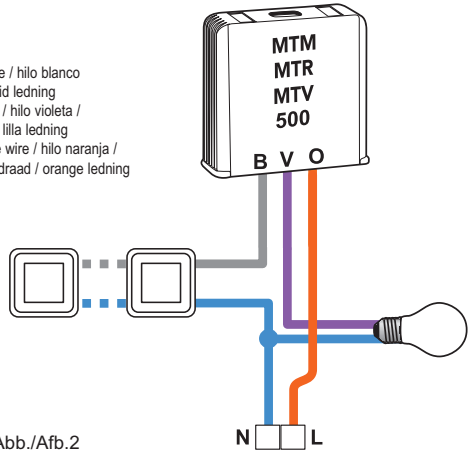 MTM
MTR
MTV
500
/ hilo blanco
ledning
/ hilo violeta /
lilla ledning
wire / hilo naranja /
draad / orange ledning
B V O
N L
Abb./Afb.2